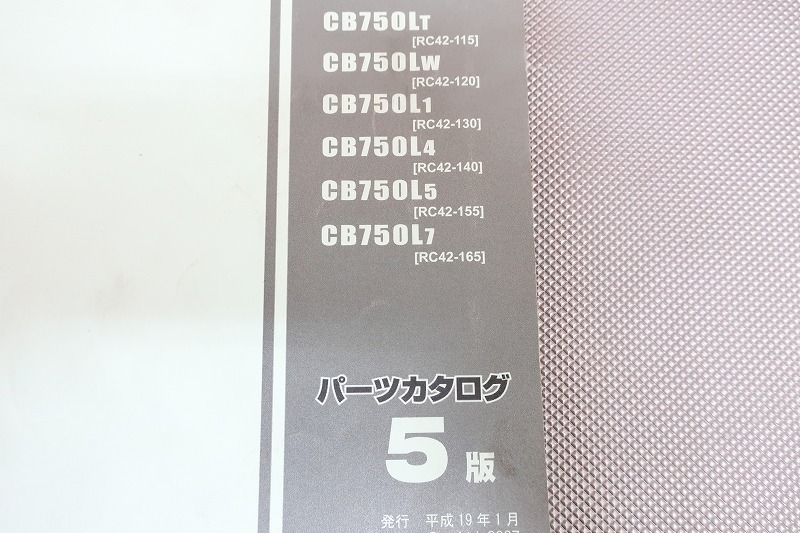 CB750LT
[RC42-115]
CB750LW
[RC42-120]
CB750L1
[RC42-130]
CB750L4
[RC42-140]
CB750L5
[RC42-155]
CB750L7
[RC42-165]
パーツカタログ
5版
発行 平成19年1月